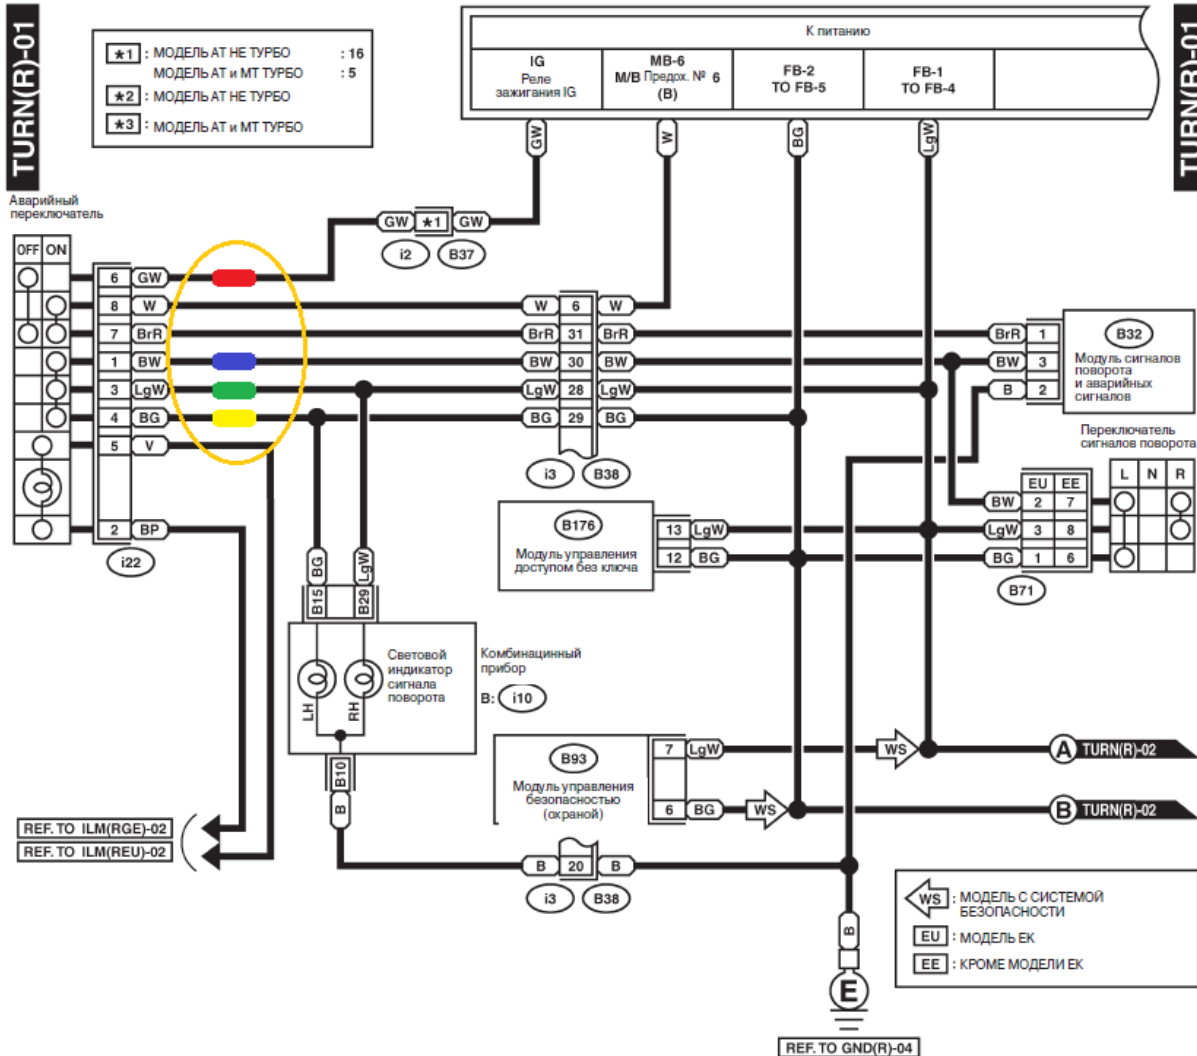 TURN(R)-01
TURN(R)-01
★1 : МОДЕЛЬ АТ НЕ ТУРБО : 16
МОДЕЛЬ АТ и МТ ТУРБО : 5
★2 : МОДЕЛЬ АТ НЕ ТУРБО
★3 : МОДЕЛЬ АТ и МТ ТУРБО
К питанию
IG
Реле
зажигания IG
MB-6
M/B Предох. № 6
(B)
FB-2
TO FB-5
FB-1
TO FB-4
GW
W
BG
LgW
Аварийный
переключатель
OFF ON
GW ★1 GW
i2 B37
6 GW
8 W
7 BrR
1 BW
3 LgW
4 BG
5 V
2 BP
i22
W 6 W
BrR 31 BrR
BW 30 BW
LgW 28 LgW
BG 29 BG
i3 B38
BrR 1
BW 3
B 2
B32
Модуль сигналов
поворота
и аварийных
сигналов
Переключатель
сигналов поворота
L N R
EU EE
BW 2 7
LgW 3 8
BG 1 6
B71
B176
Модуль управления
доступом без ключа
13 LgW
12 BG
BG LgW
B15 B29
Световой
индикатор
сигнала
поворота
LH RH
Комбинацинный
прибор
B: i10
B10
B
B93
Модуль управления
безопасностью
(охраной)
7 LgW
6 BG
WS
WS
A TURN(R)-02
B TURN(R)-02
REF. TO ILM(RGE)-02
REF. TO ILM(REU)-02
B 20 B
i3 B38
WS : МОДЕЛЬ С СИСТЕМОЙ
БЕЗОПАСНОСТИ
EU : МОДЕЛЬ ЕК
EE : КРОМЕ МОДЕЛИ ЕК
B
E
REF. TO GND(R)-04